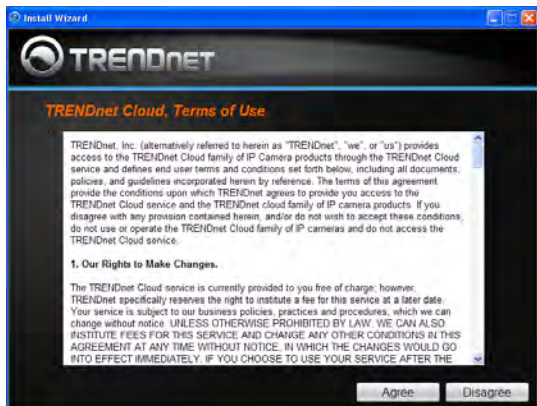 Install Wizard
TRENDNET
TRENDnet Cloud, Terms of Use
TRENDnet, Inc. (alternatively referred to herein as "TRENDnet", "we", or "us") provides
access to the TRENDnet Cloud family of IP Camera products through the TRENDnet Cloud
service and defines end user terms and conditions set forth below, including all documents,
policies, and guidelines incorporated herein by reference. The terms of this agreement
provide the conditions upon which TRENDnet agrees to provide you access to the
TRENDnet Cloud service and the TRENDnet cloud family of IP camera products. If you
disagree with any provision contained herein, and/or do not wish to accept these conditions,
do not use or operate the TRENDnet Cloud family of IP cameras and do not access the
TRENDnet Cloud service.
1. Our Rights to Make Changes.
The TRENDnet Cloud service is currently provided to you free of charge; however,
TRENDnet specifically reserves the right to institute a fee for this service at a later date.
Your service is subject to our business policies, practices and procedures, which we can
change without notice. UNLESS OTHERWISE PROHIBITED BY LAW, WE CAN ALSO
INSTITUTE FEES FOR THIS SERVICE AND CHANGE ANY OTHER CONDITIONS IN THIS
AGREEMENT AT ANY TIME WITHOUT NOTICE, IN WHICH THE CHANGES WOULD GO
INTO EFFECT IMMEDIATELY. IF YOU CHOOSE TO USE YOUR SERVICE AFTER THE
Agree Disagree